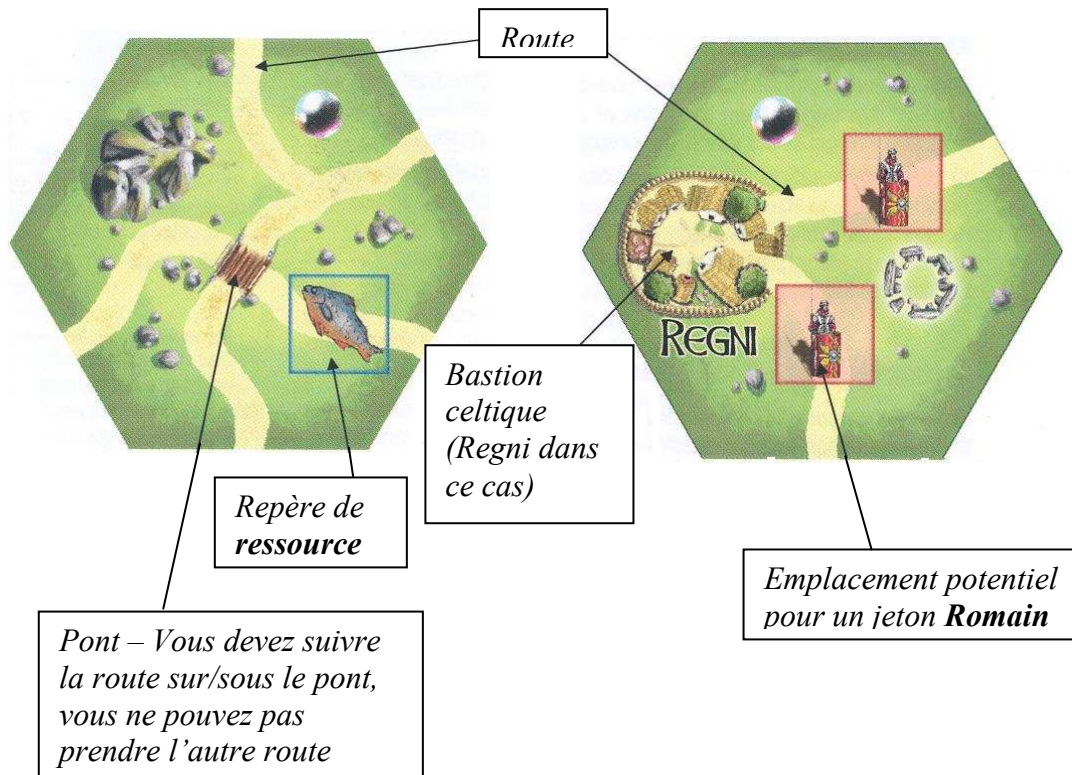 Route
REGNI
Bastion
celtique
(Regni dans
ce cas)
Repère de
ressource
Emplacement potentiel
pour un jeton Romain
Pont – Vous devez suivre
la route sur/sous le pont,
vous ne pouvez pas
prendre l’autre route